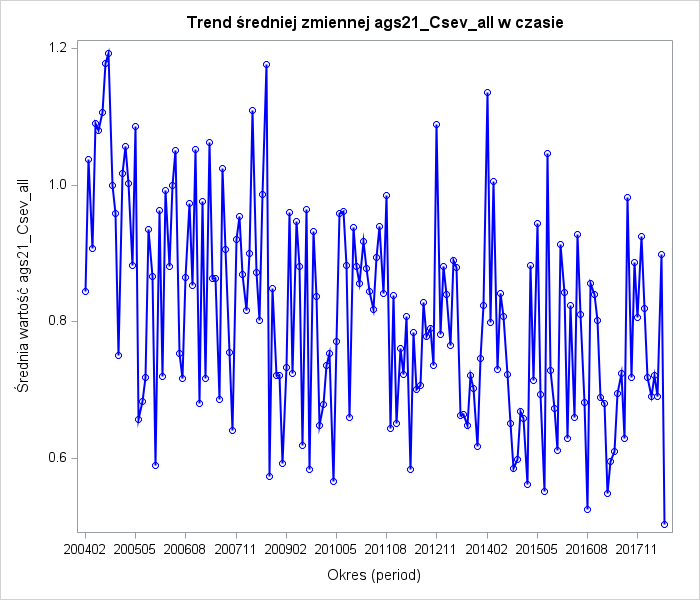 Trend średniej zmiennej ags21_Csev_all w czasie
Średnia wartość ags21_Csev_all
1.2
1.0
0.8
0.6
200402 200505 200608 200711 200902 201005 201108 201211 201402 201505 201608 201711
Okres (period)